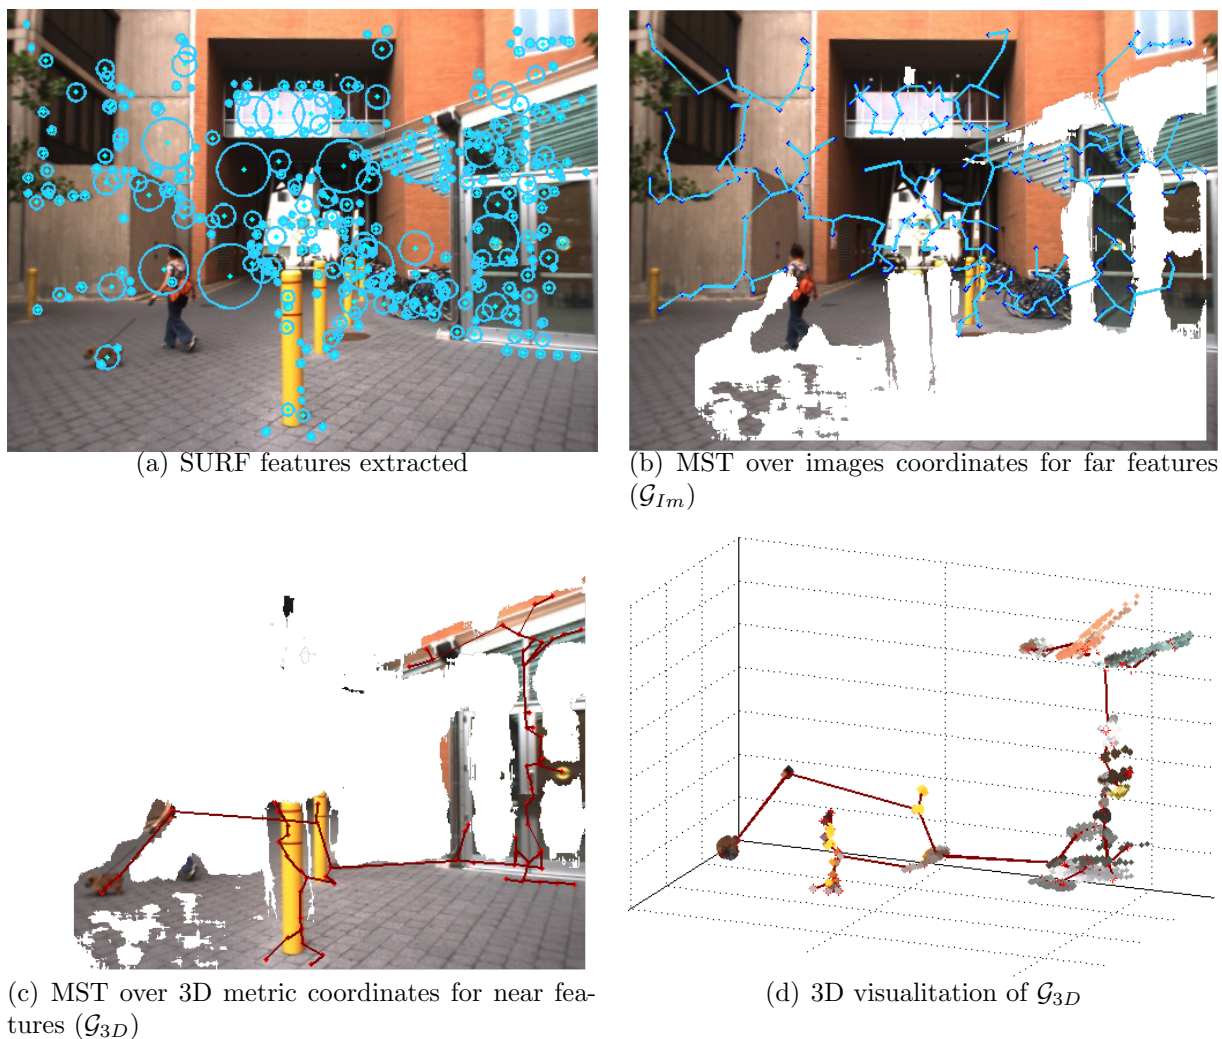 (a) SURF features extracted
(b) MST over images coordinates for far features
(𝒢_{Im})
(c) MST over 3D metric coordinates for near fea-
tures (𝒢_{3D})
(d) 3D visualitation of 𝒢_{3D}